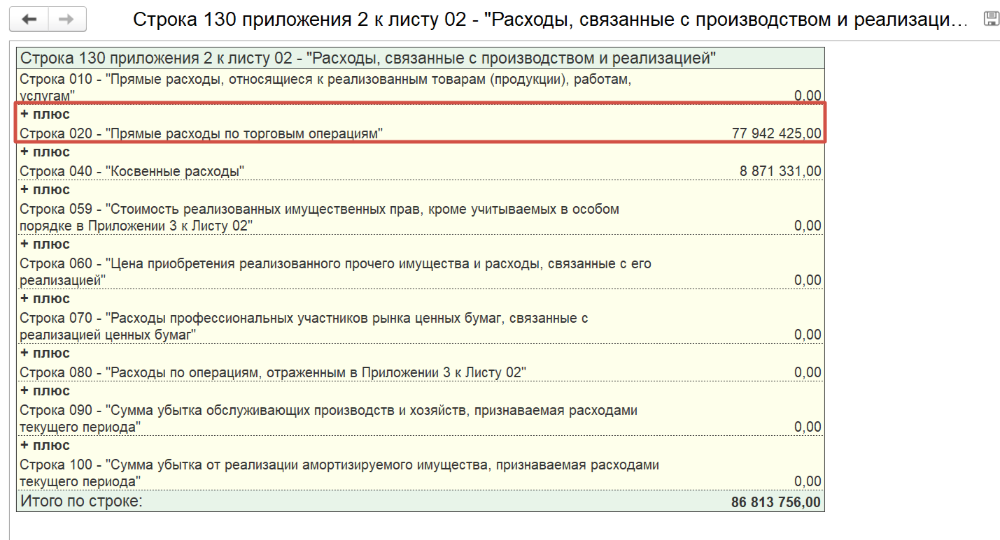 Строка 130 приложения 2 к листу 02 - "Расходы, связанные с производством и реализаци...
Строка 130 приложения 2 к листу 02 - "Расходы, связанные с производством и реализацией"
Строка 010 - "Прямые расходы, относящиеся к реализованным товарам (продукции), работам,
услугам" 0,00
+ плюс
Строка 020 - "Прямые расходы по торговым операциям" 77 942 425,00
+ плюс
Строка 040 - "Косвенные расходы" 8 871 331,00
+ плюс
Строка 059 - "Стоимость реализованных имущественных прав, кроме учитываемых в особом
порядке в Приложении 3 к Листу 02" 0,00
+ плюс
Строка 060 - "Цена приобретения реализованного прочего имущества и расходы, связанные с его
реализацией" 0,00
+ плюс
Строка 070 - "Расходы профессиональных участников рынка ценных бумаг, связанные с
реализацией ценных бумаг" 0,00
+ плюс
Строка 080 - "Расходы по операциям, отраженным в Приложении 3 к Листу 02" 0,00
+ плюс
Строка 090 - "Сумма убытка обслуживающих производств и хозяйств, признаваемая расходами
текущего периода" 0,00
+ плюс
Строка 100 - "Сумма убытка от реализации амортизируемого имущества, признаваемая расходами
текущего периода" 0,00
Итого по строке: 86 813 756,00